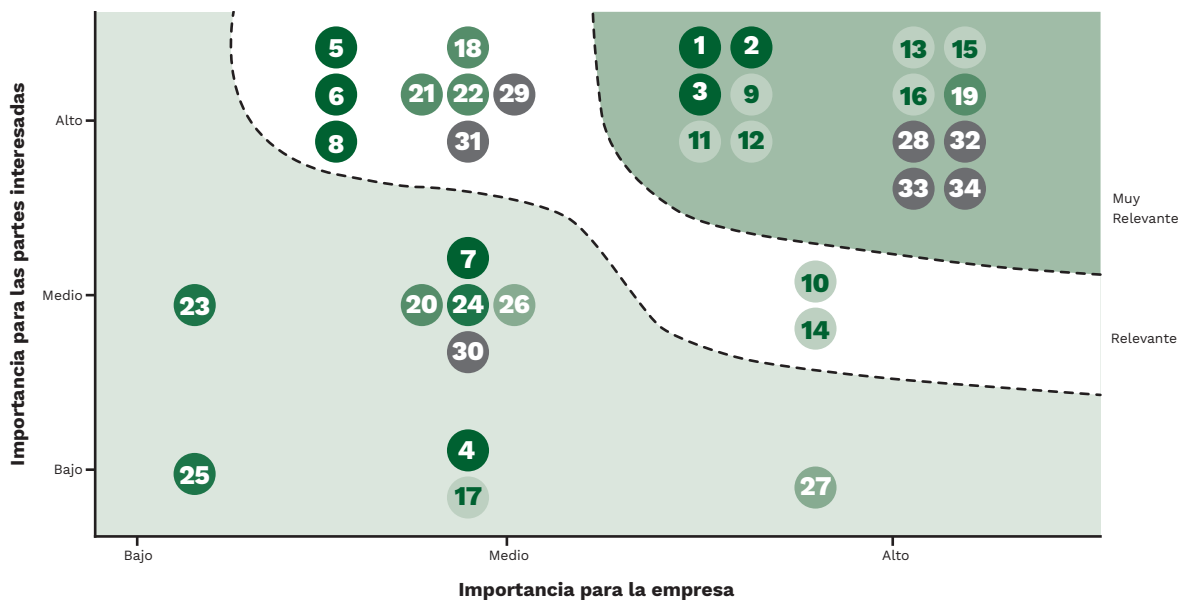 Importancia para las partes interesadas
Alto
Medio
Bajo
5 18 1 2 13 15
6 21 22 29 3 9 16 19
8 31 11 12 28 32
33 34
Muy
Relevante
7 10
23 20 24 26 14
30
Relevante
4
25 17 27
Bajo
Medio
Alto
Importancia para la empresa